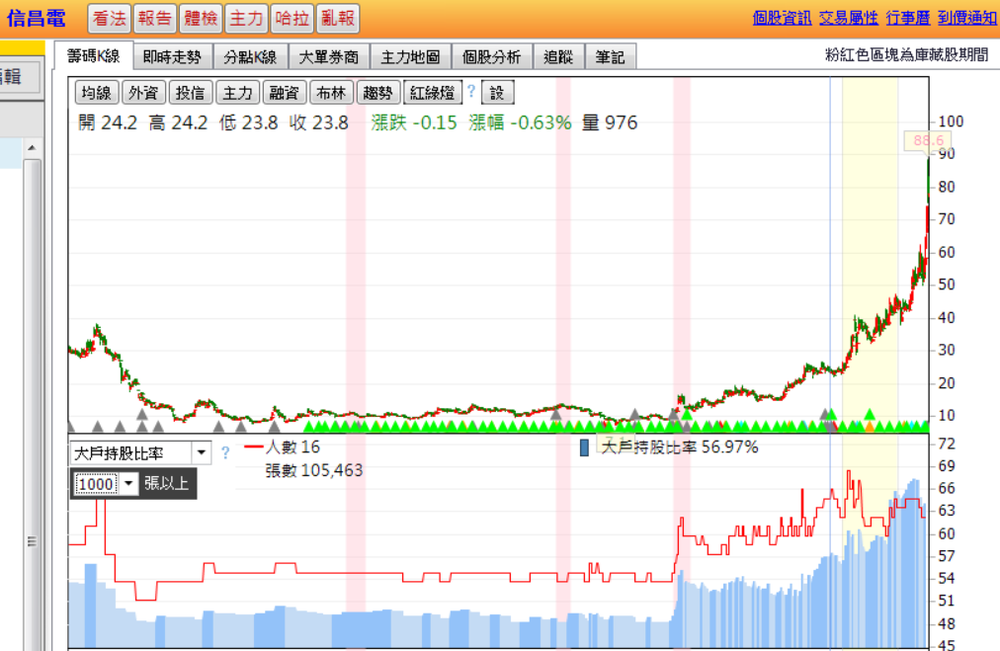 信昌電 看法 報告 體檢 主力 哈拉 亂報 個股資訊 交易屬性 行事曆 到價通知
籌碼K線 即時走勢 分點K線 大單券商 主力地圖 個股分析 追蹤 筆記 粉紅色區塊為庫藏股期間
輯
均線 外資 投信 主力 融資 布林 趨勢 紅綠燈 ? 設
開 24.2 高 24.2 低 23.8 收 23.8 漲跌 -0.15 漲幅 -0.63% 量 976
100
88.6
90
80
70
60
50
40
30
20
10
大戶持股比率 ? 人數 16 大戶持股比率 56.97%
張數 105,463
1000 張以上
72
69
66
63
60
57
54
51
48
45